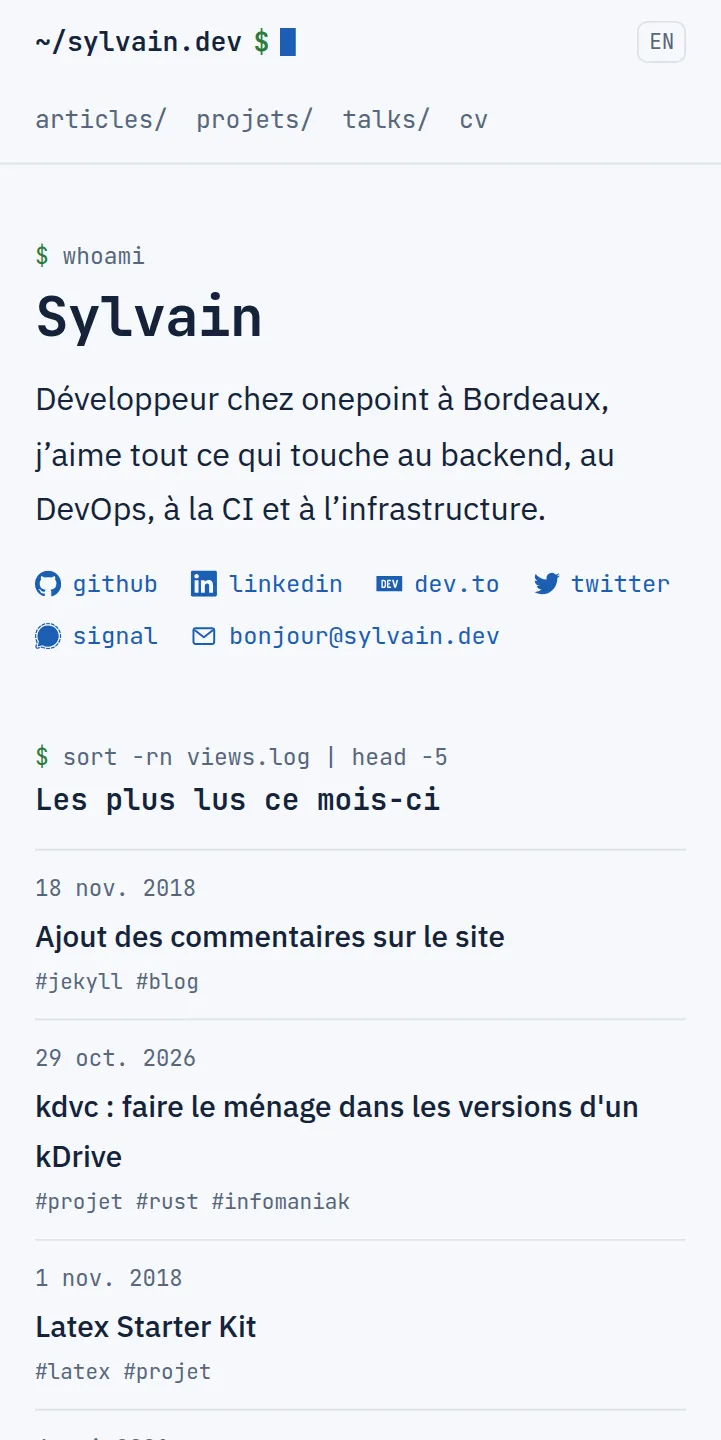 ~/sylvain.dev $
EN
articles/ projets/ talks/ cv
$ whoami
Sylvain
Développeur chez onepoint à Bordeaux,
j’aime tout ce qui touche au backend, au
DevOps, à la CI et à l’infrastructure.
github linkedin DEV dev.to twitter
signal bonjour@sylvain.dev
$ sort -rn views.log | head -5
Les plus lus ce mois-ci
18 nov. 2018
Ajout des commentaires sur le site
#jekyll #blog
29 oct. 2026
kdvc : faire le ménage dans les versions d'un
kDrive
#projet #rust #infomaniak
1 nov. 2018
Latex Starter Kit
#latex #projet